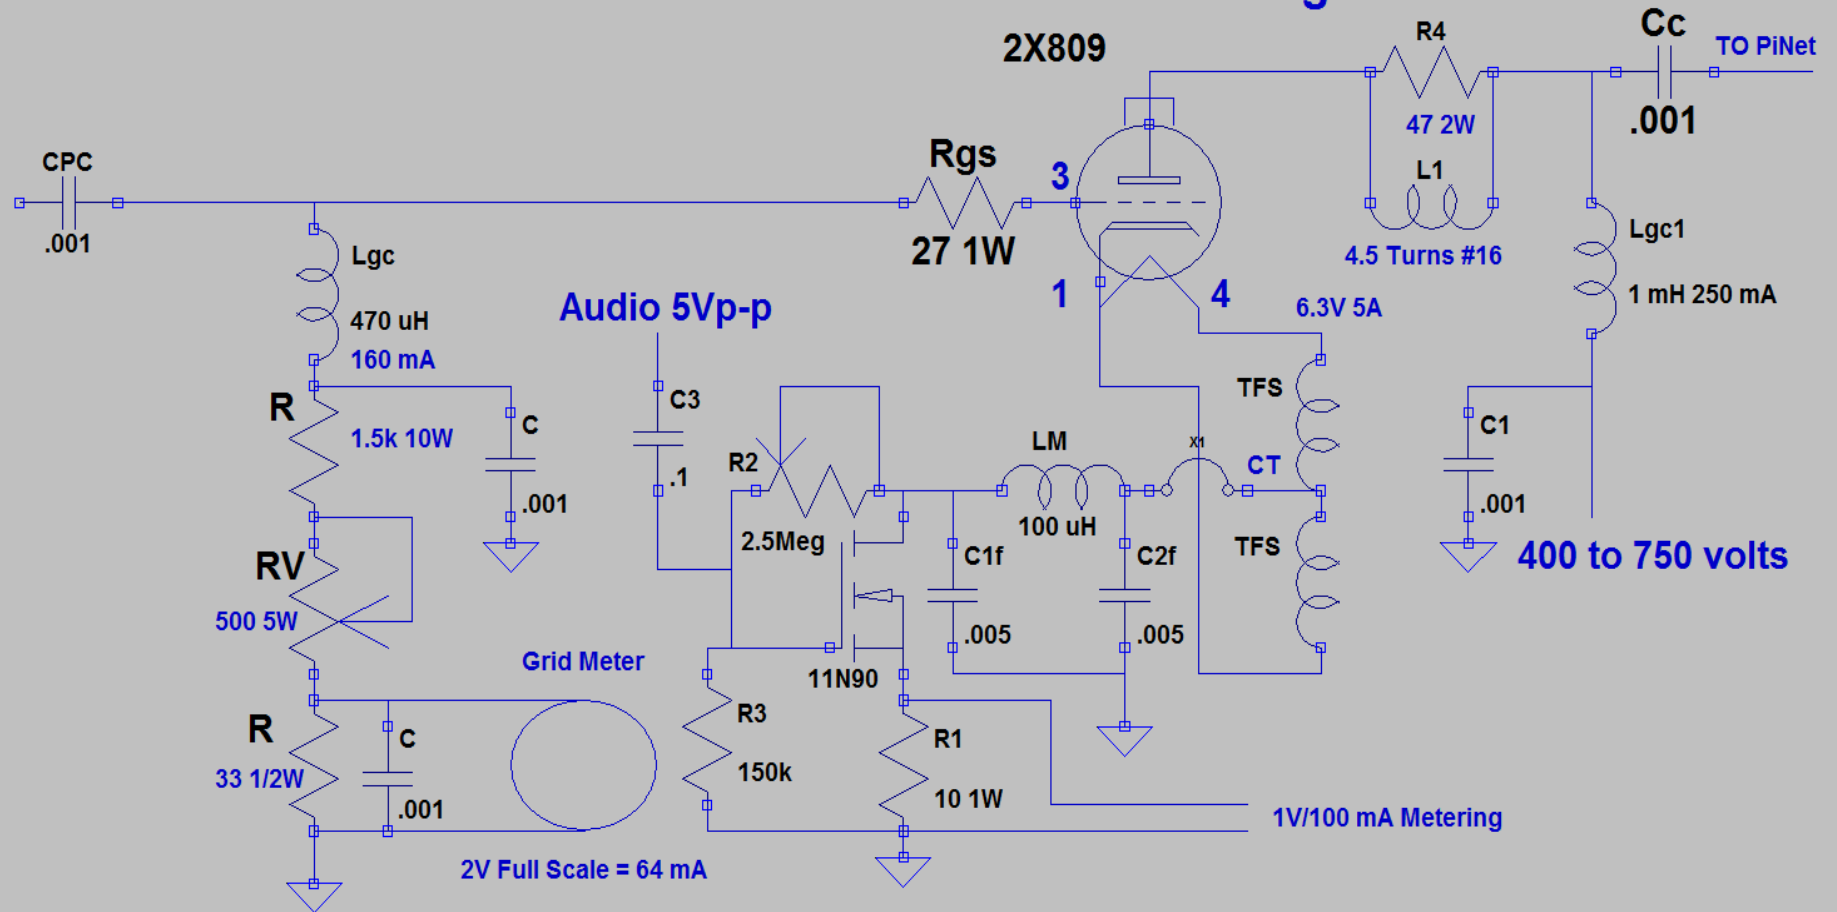 2X809
R4
Cc
TO PiNet
47 2W
.001
CPC
Rgs
3
L1
.001
27 1W
4.5 Turns #16
Lgc
Lgc1
Audio 5Vp-p
1
4
6.3V 5A
1 mH 250 mA
470 uH
160 mA
TFS
C3
R
1.5k 10W
C
LM
X1
CT
C1
R2
.1
.001
100 uH
.001
2.5Meg
C1f
C2f
TFS
400 to 750 volts
RV
500 5W
.005
.005
Grid Meter
11N90
R3
R
C
R1
33 1/2W
150k
.001
10 1W
1V/100 mA Metering
2V Full Scale = 64 mA